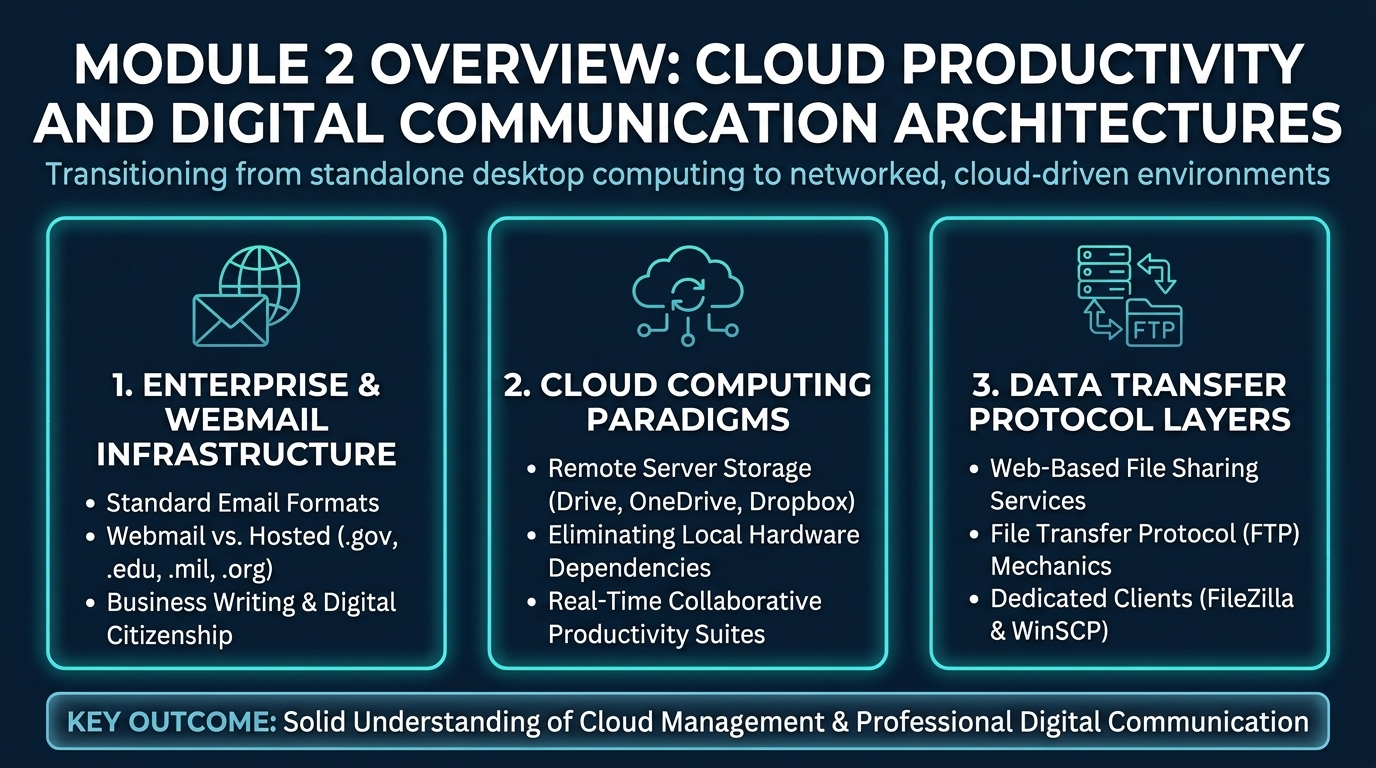 MODULE 2 OVERVIEW: CLOUD PRODUCTIVITY
AND DIGITAL COMMUNICATION ARCHITECTURES
Transitioning from standalone desktop computing to networked, cloud-driven environments
1. ENTERPRISE &
WEBMAIL
INFRASTRUCTURE
• Standard Email Formats
• Webmail vs. Hosted (.gov,
.edu, .mil, .org)
• Business Writing & Digital
Citizenship
2. CLOUD COMPUTING
PARADIGMS
• Remote Server Storage
(Drive, OneDrive, Dropbox)
• Eliminating Local Hardware
Dependencies
• Real-Time Collaborative
Productivity Suites
FTP
3. DATA TRANSFER
PROTOCOL LAYERS
• Web-Based File Sharing
Services
• File Transfer Protocol (FTP)
Mechanics
• Dedicated Clients (FileZilla
& WinSCP)
KEY OUTCOME: Solid Understanding of Cloud Management & Professional Digital Communication